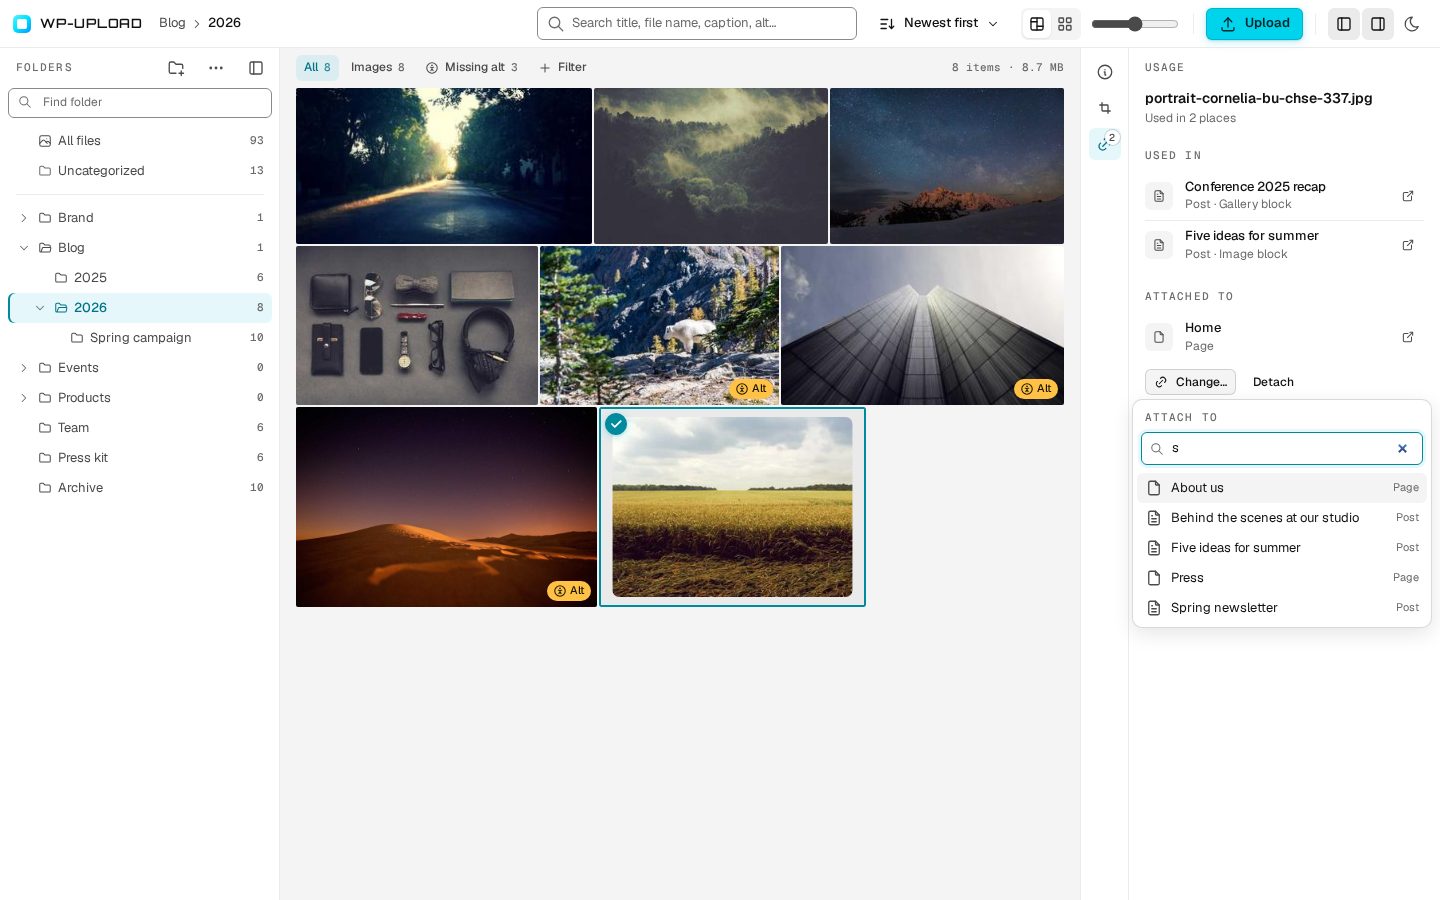 WP-UPLOAD
Blog > 2026
Search title, file name, caption, alt...
Newest first
Upload
FOLDERS
Find folder
All files 93
Uncategorized 13
Brand 1
Blog 1
2025 6
2026 8
Spring campaign 10
Events 0
Products 0
Team 6
Press kit 6
Archive 10
All 8
Images 8
Missing alt 3
Filter
8 items · 8.7 MB
Alt
Alt
Alt
2
USAGE
portrait-cornelia-bu-chse-337.jpg
Used in 2 places
USED IN
Conference 2025 recap
Post · Gallery block
Five ideas for summer
Post · Image block
ATTACHED TO
Home
Page
Change...
Detach
ATTACH TO
s
About us Page
Behind the scenes at our studio Post
Five ideas for summer Post
Press Page
Spring newsletter Post